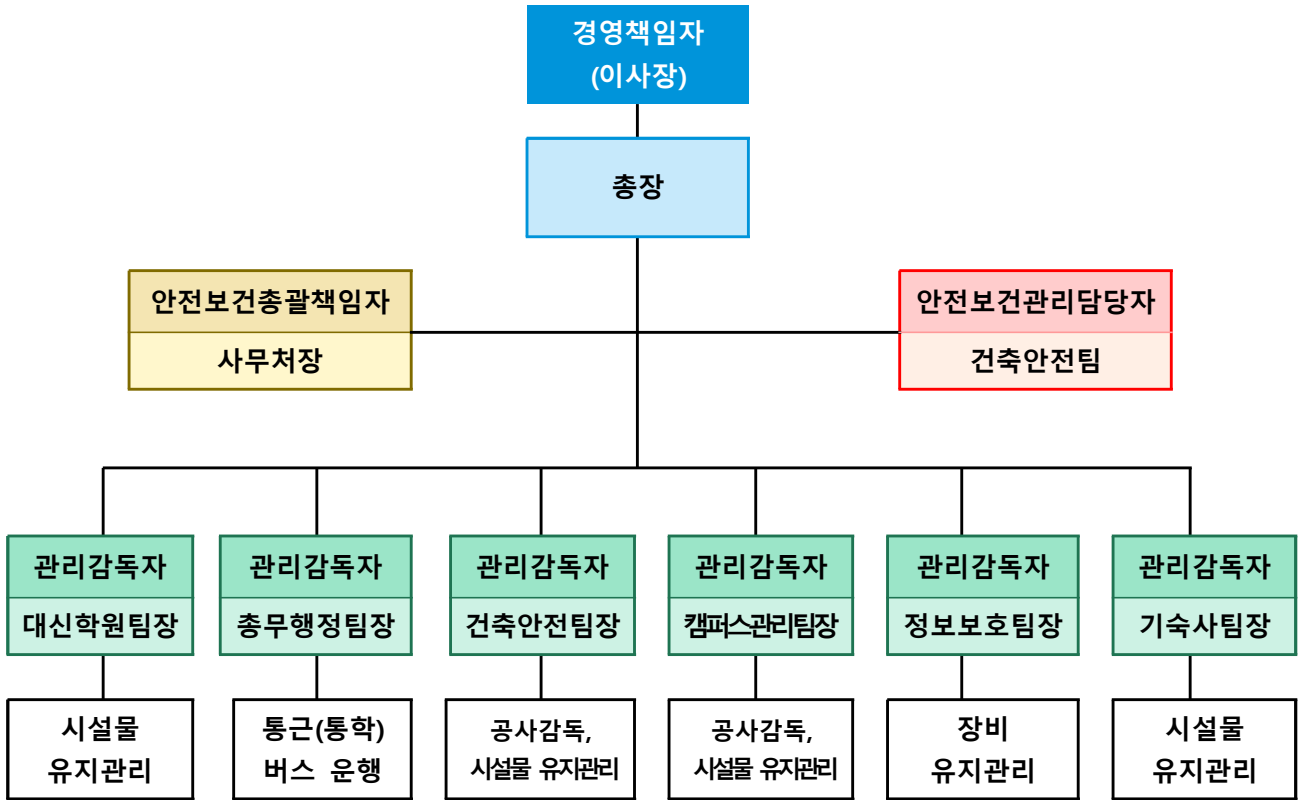 경영책임자
(이사장)
총장
안전보건총괄책임자
사무처장
안전보건관리담당자
건축안전팀
관리감독자
대신학원팀장
시설물
유지관리
관리감독자
총무행정팀장
통근(통학)
버스 운행
관리감독자
건축안전팀장
공사감독,
시설물 유지관리
관리감독자
캠퍼스관리팀장
공사감독,
시설물 유지관리
관리감독자
정보보호팀장
장비
유지관리
관리감독자
기숙사팀장
시설물
유지관리